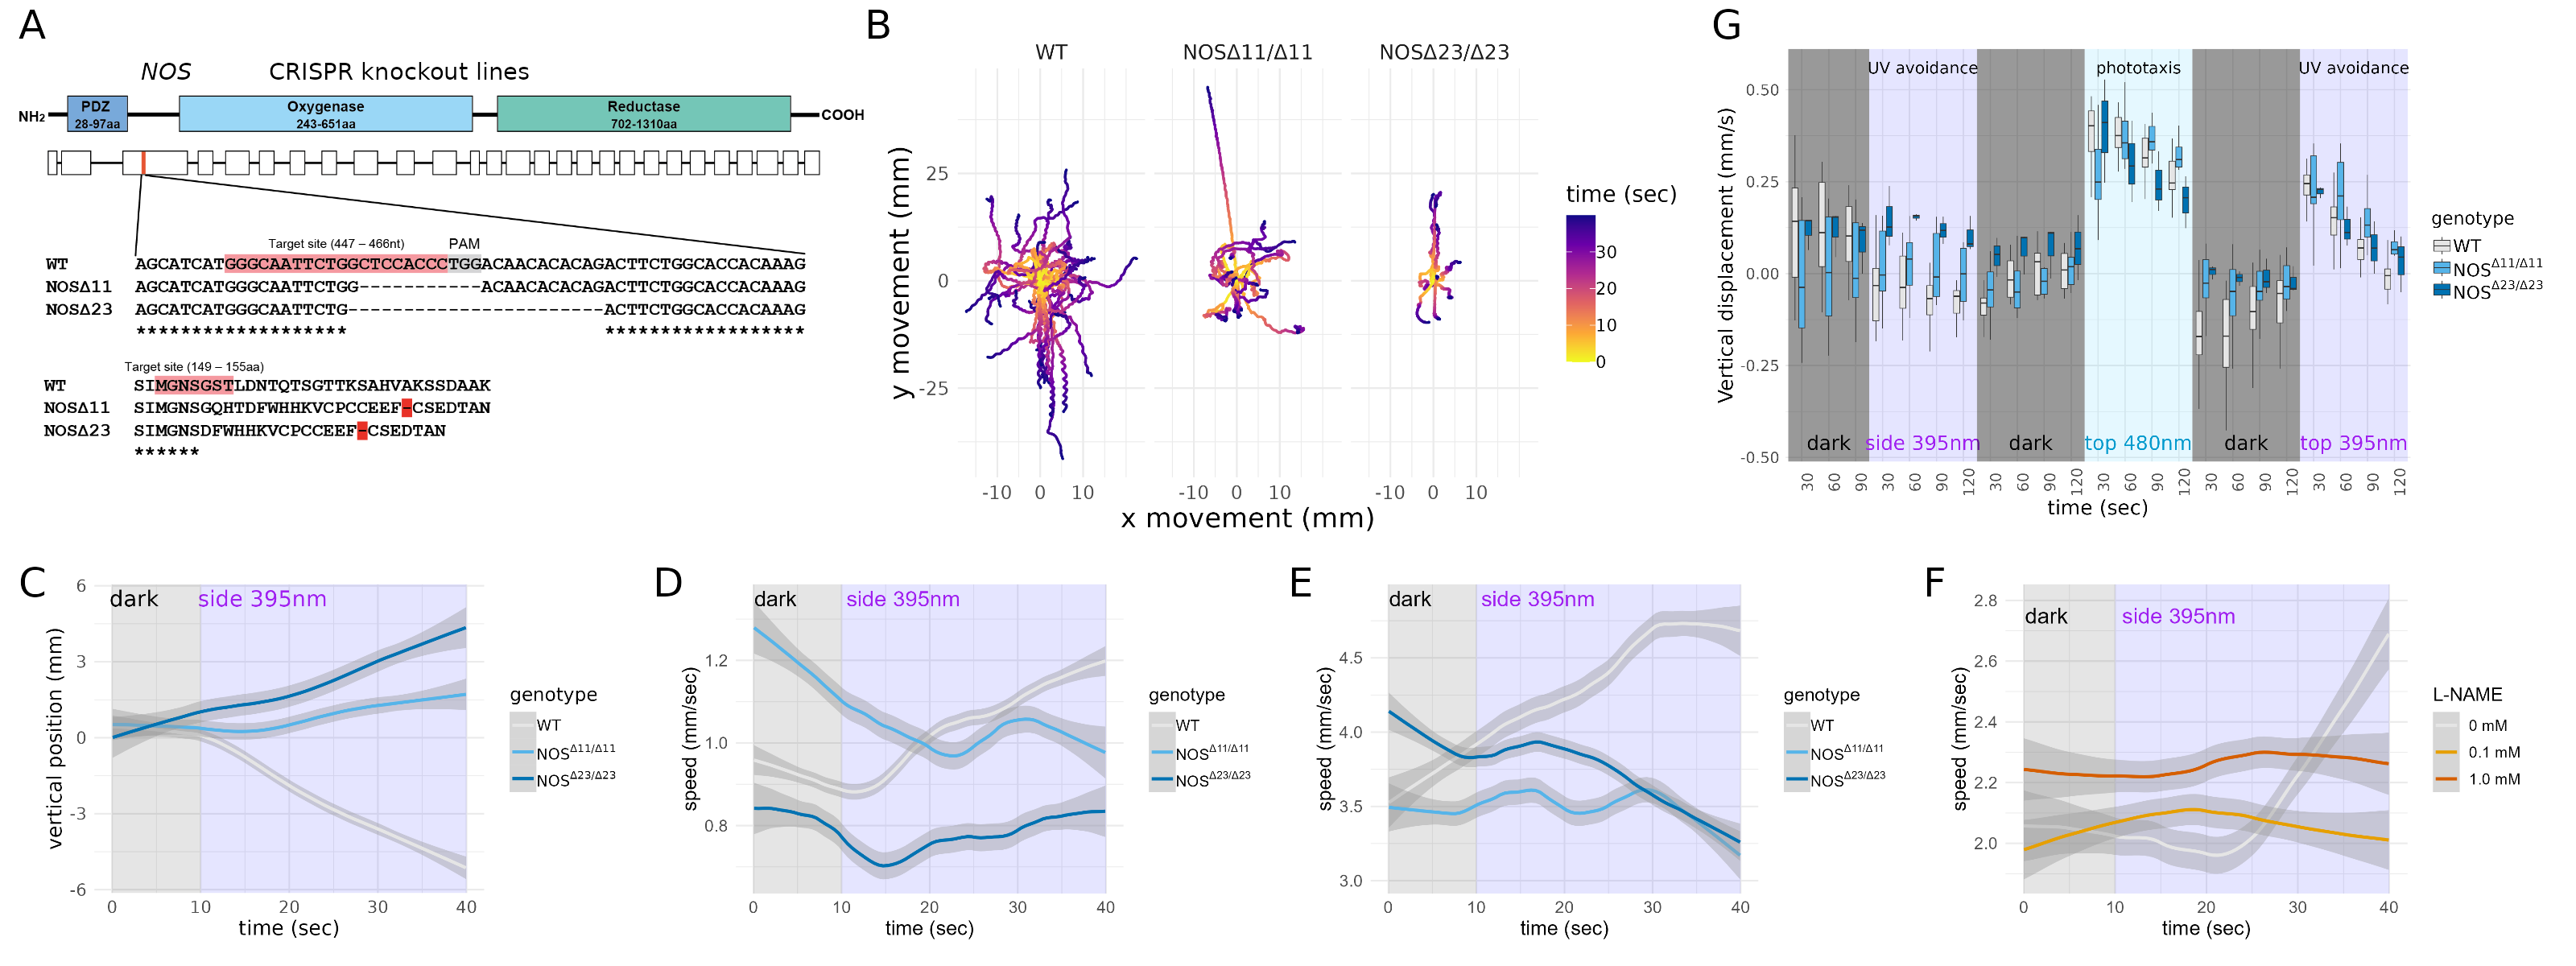 A
NOS CRISPR knockout lines
NH2 PDZ 28-97aa Oxygenase 243-651aa Reductase 702-1310aa COOH
Target site (447 – 466nt) PAM
WT AGCATCATGGGCAATTCTGGCTCCACCCTGGACAACACACAGACTTCTGGCACCACAAAG
NOSΔ11 AGCATCATGGGCAATTCTGG-----------ACAACACACAGACTTCTGGCACCACAAAG
NOSΔ23 AGCATCATGGGCAATTCTG-----------------------ACTTCTGGCACCACAAAG
******************* ******************
Target site (149 – 155aa)
WT SIMGNSGSTLDNTQTSGTTKSAHVAKSSDAAK
NOSΔ11 SIMGNSGQHTDFWHHKVCPCCEEF-CSEDTAN
NOSΔ23 SIMGNSDFWHHKVCPCCEEF-CSEDTAN
******
B
WT NOSΔ11/Δ11 NOSΔ23/Δ23
y movement (mm)
25
0
-25
-10 0 10 -10 0 10 -10 0 10
x movement (mm)
time (sec)
30
20
10
0
G
Vertical displacement (mm/s)
0.50
0.25
0.00
-0.25
-0.50
UV avoidance phototaxis UV avoidance
dark side 395nm dark top 480nm dark top 395nm
30 60 90 30 60 90 120 30 60 90 120 30 60 90 120 30 60 90 120 30 60 90 120
time (sec)
genotype
WT
NOSΔ11/Δ11
NOSΔ23/Δ23
C
dark side 395nm
vertical position (mm)
6
3
0
-3
-6
0 10 20 30 40
time (sec)
genotype
WT
NOSΔ11/Δ11
NOSΔ23/Δ23
D
dark side 395nm
speed (mm/sec)
1.2
1.0
0.8
0 10 20 30 40
time (sec)
genotype
WT
NOSΔ11/Δ11
NOSΔ23/Δ23
E
dark side 395nm
speed (mm/sec)
4.5
4.0
3.5
3.0
0 10 20 30 40
time (sec)
genotype
WT
NOSΔ11/Δ11
NOSΔ23/Δ23
F
dark side 395nm
speed (mm/sec)
2.8
2.6
2.4
2.2
2.0
0 10 20 30 40
time (sec)
L-NAME
0 mM
0.1 mM
1.0 mM